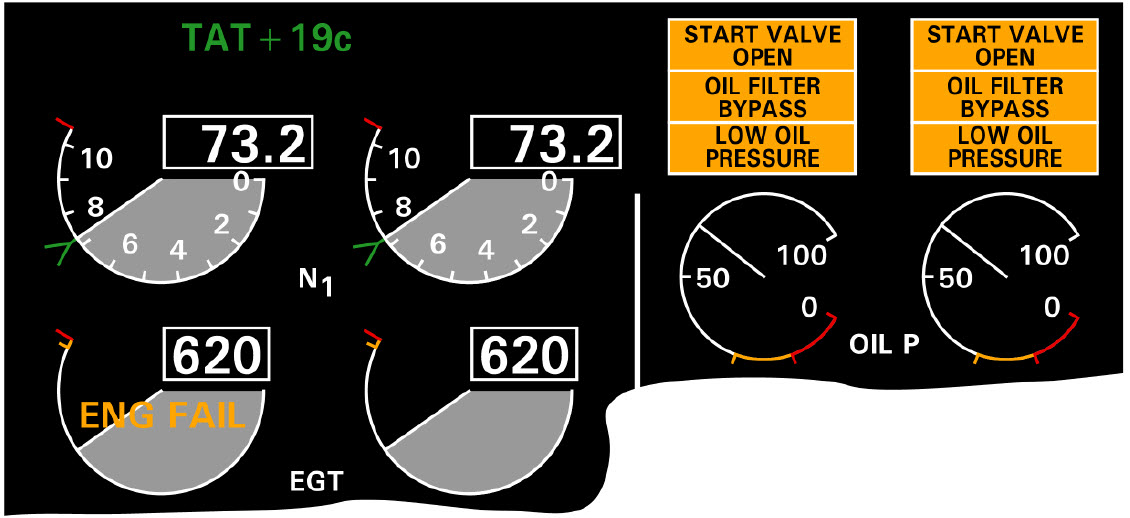 TAT + 19c
START VALVE
OPEN
OIL FILTER
BYPASS
LOW OIL
PRESSURE
START VALVE
OPEN
OIL FILTER
BYPASS
LOW OIL
PRESSURE
73.2
10
8
6
4
2
0
73.2
10
8
6
4
2
0
N1
100
50
0
100
50
0
OIL P
620
ENG FAIL
620
EGT